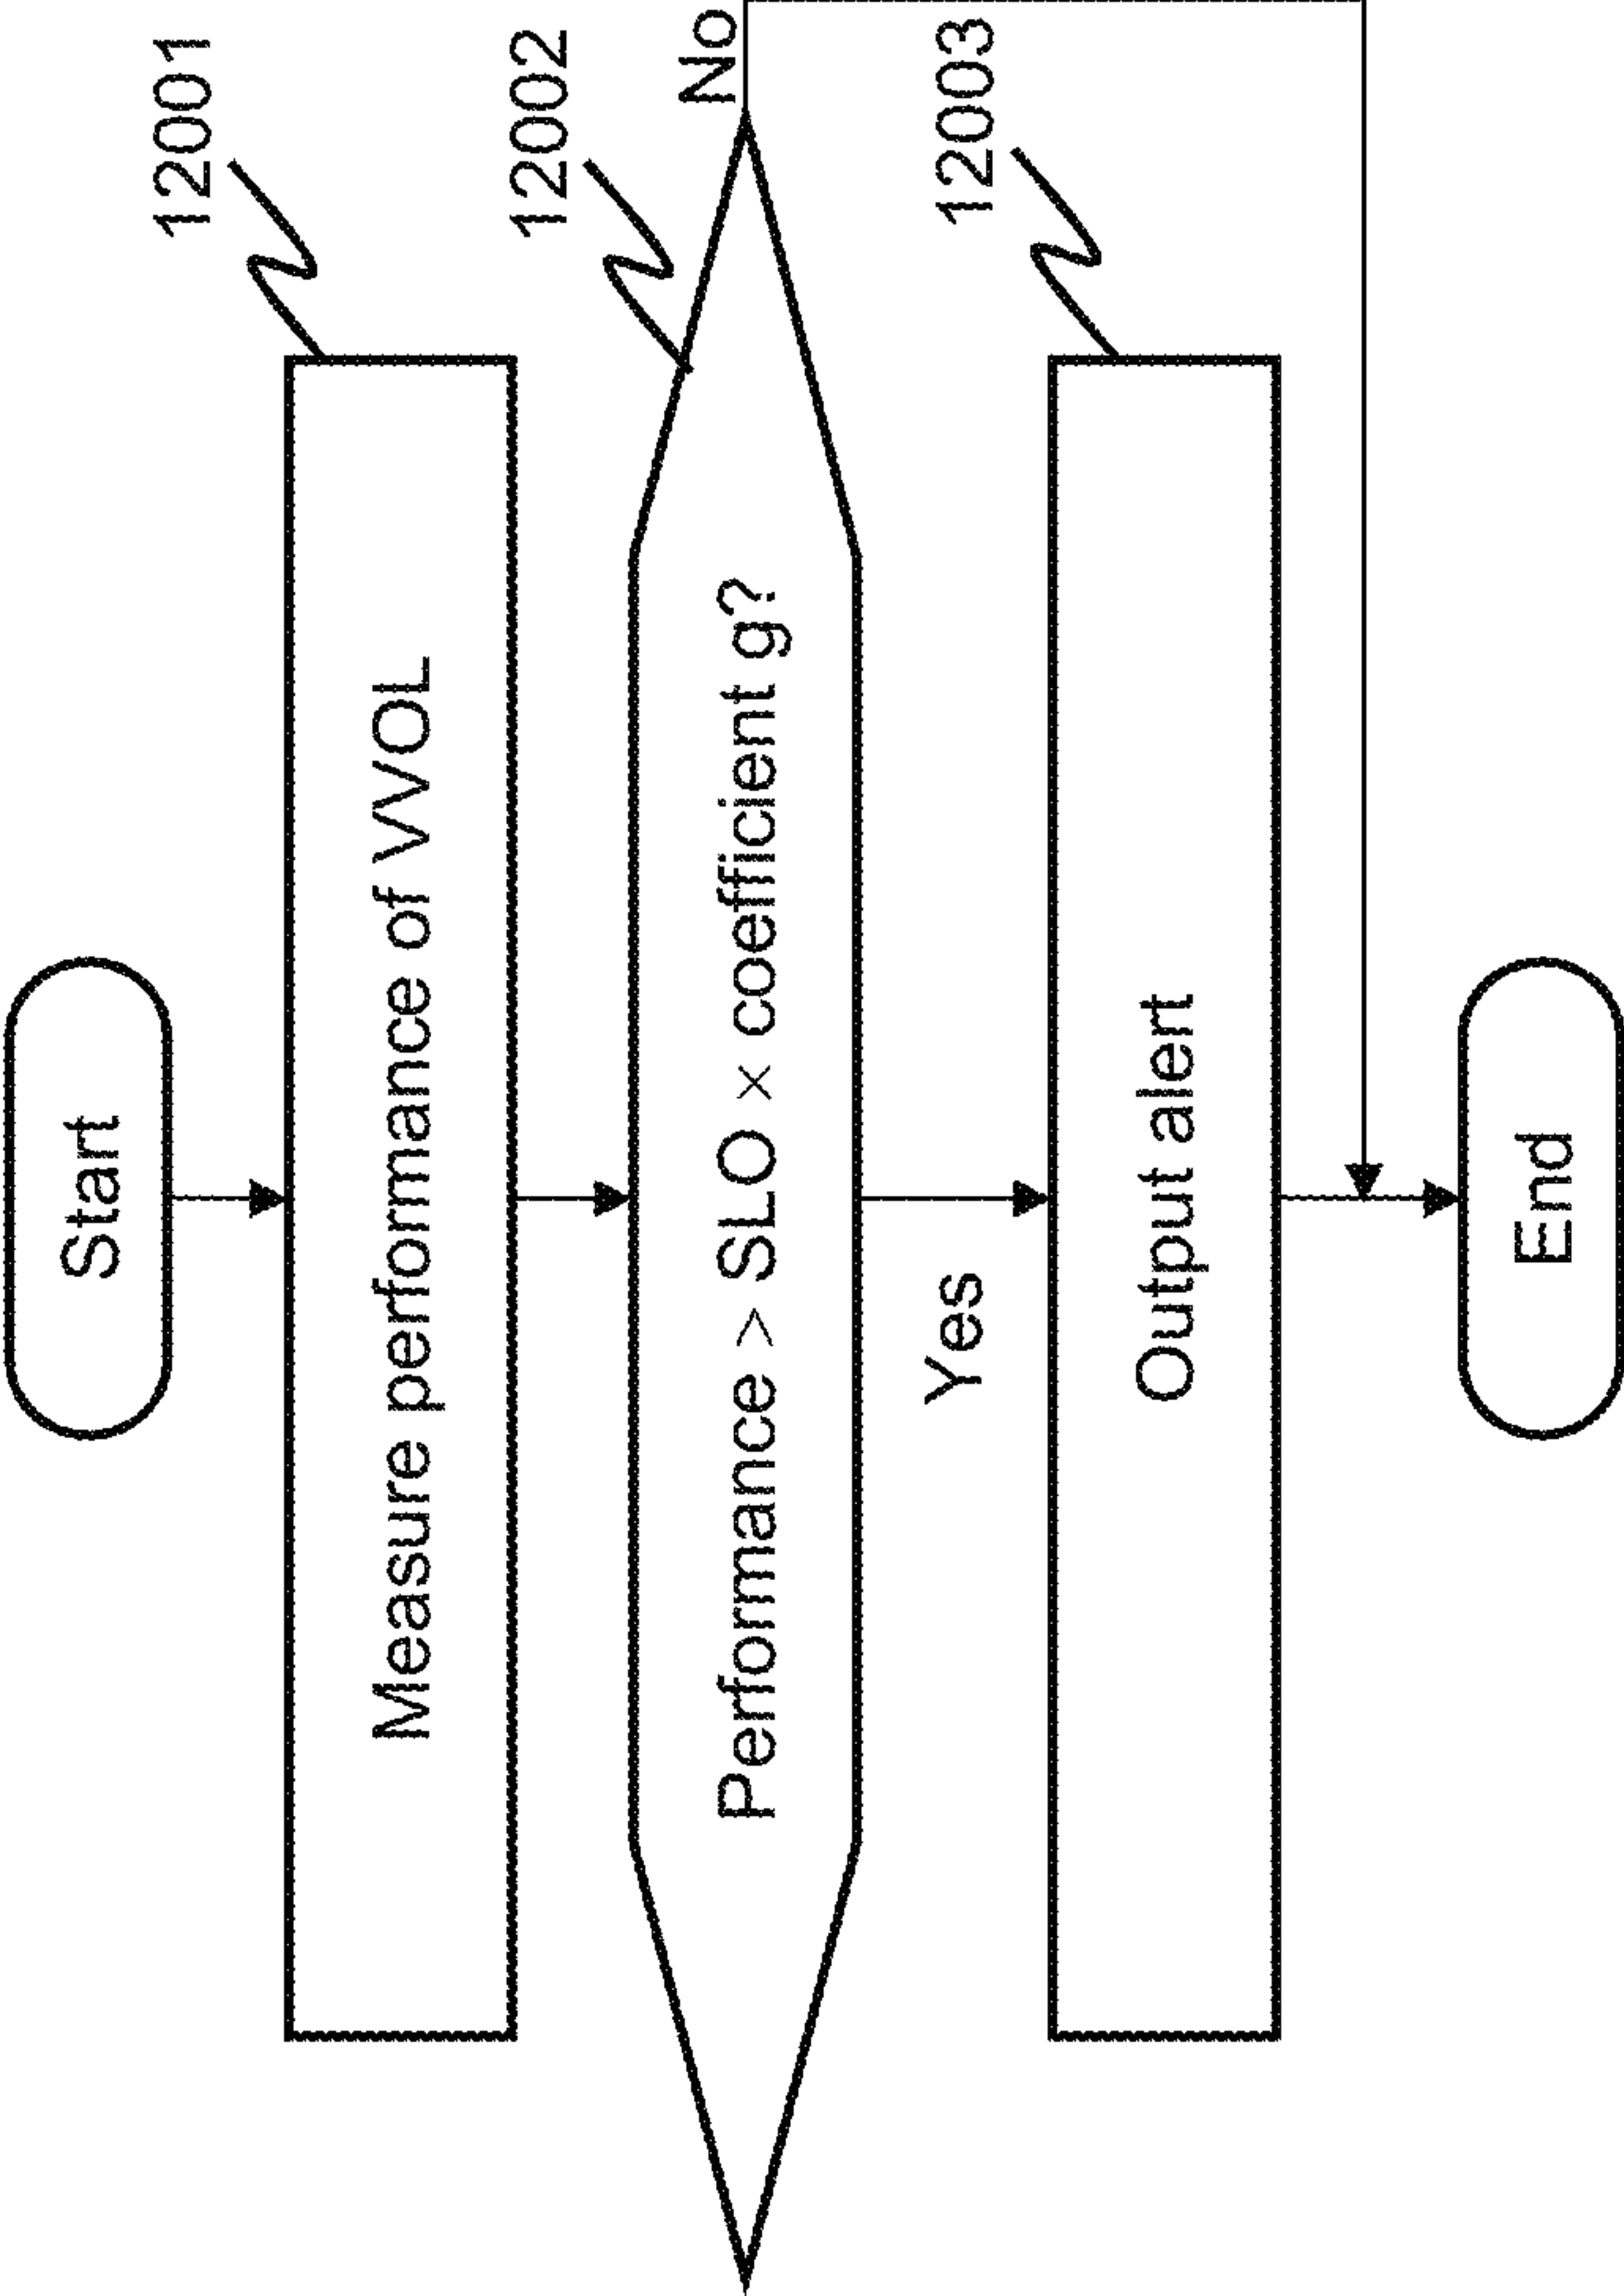 Start
12001
Measure performance of VVOL
12002
Performance > SLO × coefficient g?
No
Yes
12003
Output alert
End